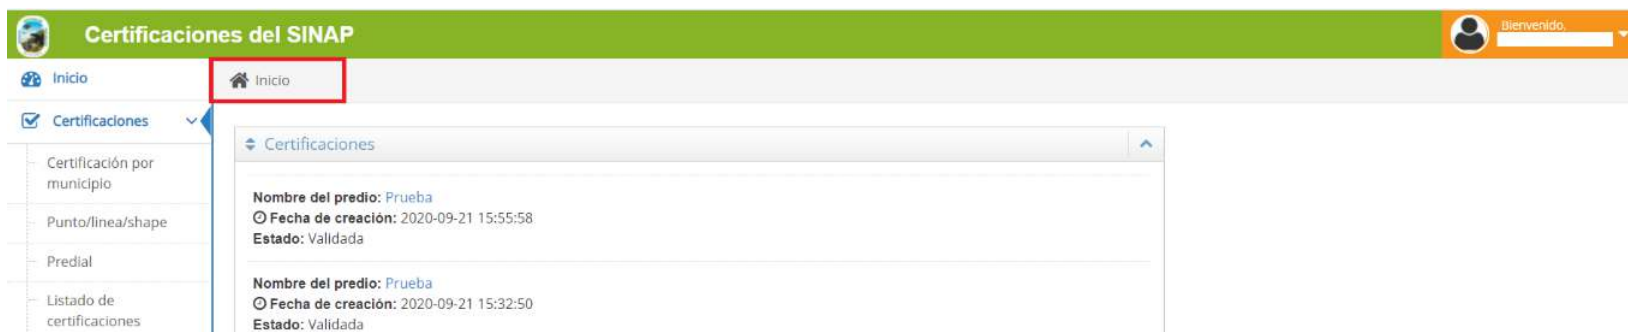 Certificaciones del SINAP
Bienvenido,
Inicio
Certificaciones
Certificación por
municipio
Punto/linea/shape
Predial
Listado de
certificaciones
Inicio
Certificaciones
Nombre del predio: Prueba
Fecha de creación: 2020-09-21 15:55:58
Estado: Validada
Nombre del predio: Prueba
Fecha de creación: 2020-09-21 15:32:50
Estado: Validada